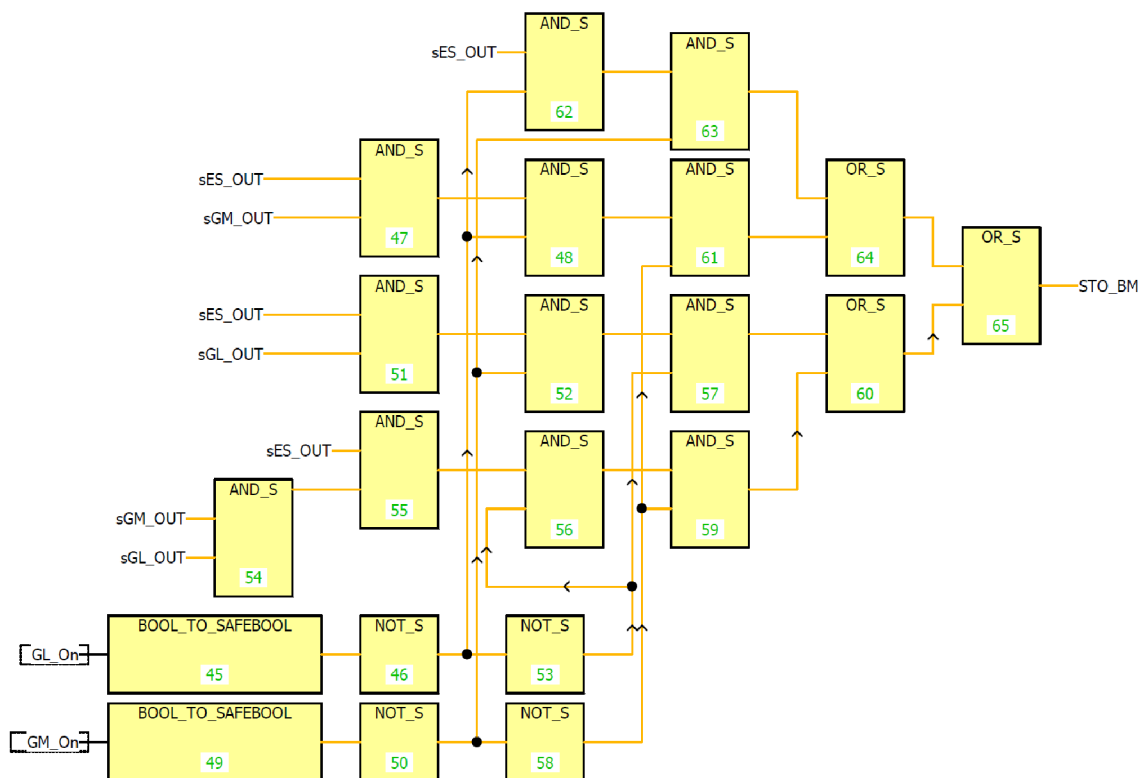 AND_S
sES_OUT
62
AND_S
63
AND_S
sES_OUT
sGM_OUT
47
AND_S
48
AND_S
61
OR_S
64
OR_S
65
STO_BM
AND_S
sES_OUT
sGL_OUT
51
AND_S
52
AND_S
57
OR_S
60
AND_S
sES_OUT
55
AND_S
56
AND_S
59
AND_S
sGM_OUT
sGL_OUT
54
BOOL_TO_SAFEBOOL
GL_On
45
NOT_S
46
NOT_S
53
BOOL_TO_SAFEBOOL
GM_On
49
NOT_S
50
NOT_S
58